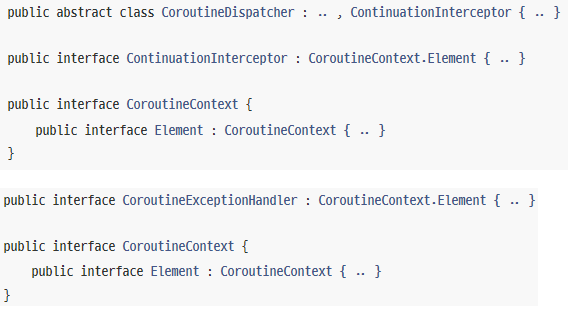 public abstract class CoroutineDispatcher : .. , ContinuationInterceptor { .. }
public interface ContinuationInterceptor : CoroutineContext.Element { .. }
public interface CoroutineContext {
public interface Element : CoroutineContext { .. }
}
public interface CoroutineExceptionHandler : CoroutineContext.Element { .. }
public interface CoroutineContext {
public interface Element : CoroutineContext { .. }
}